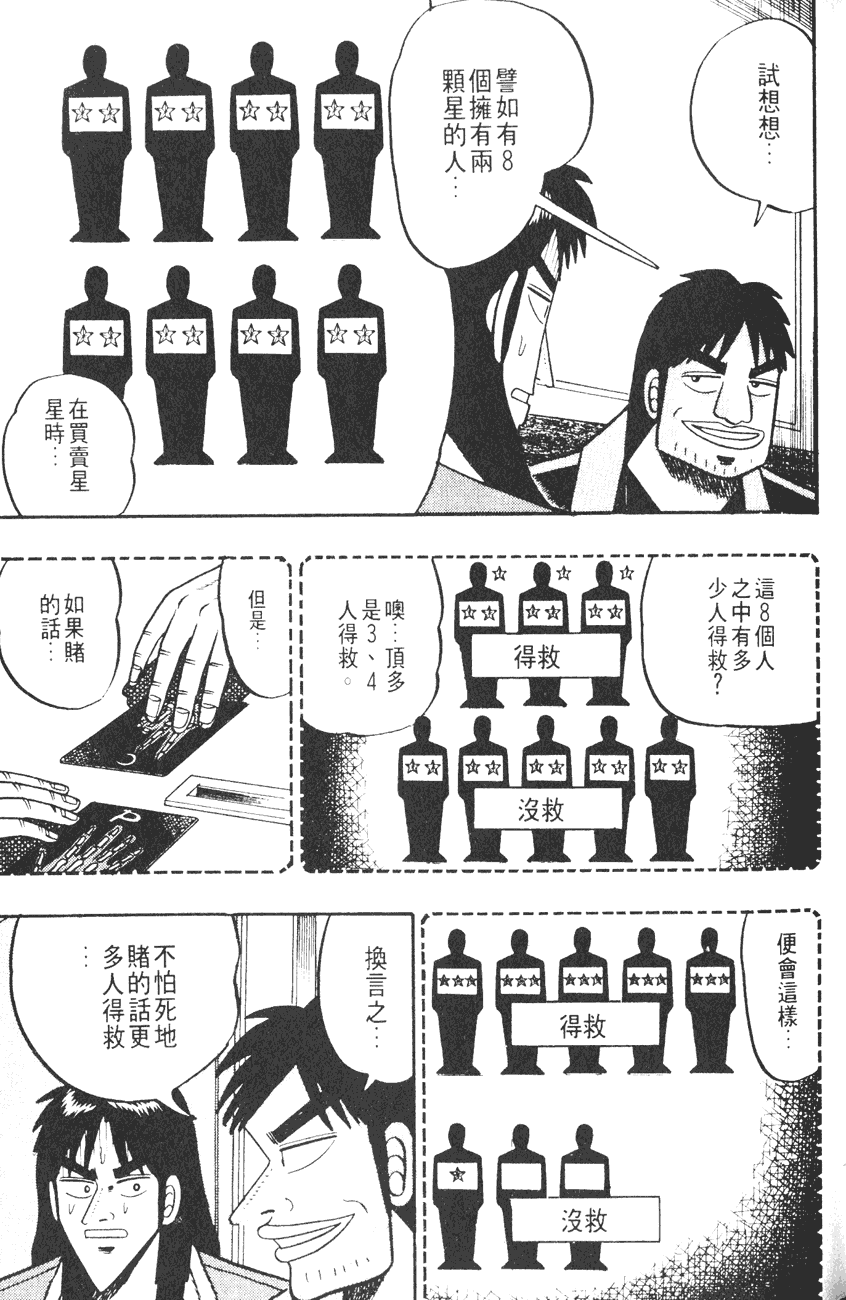 試想想…
譬如有8
個擁有兩
顆星的人…
在買賣星
星時…
這8個人
之中有多
少人得救?
得救
沒救
噢…頂多
是3、4
人得救。
但是…
如果賭
的話…
C
P
便會這樣…
得救
沒救
換言之…
不怕死地
賭的話更
多人得救
…